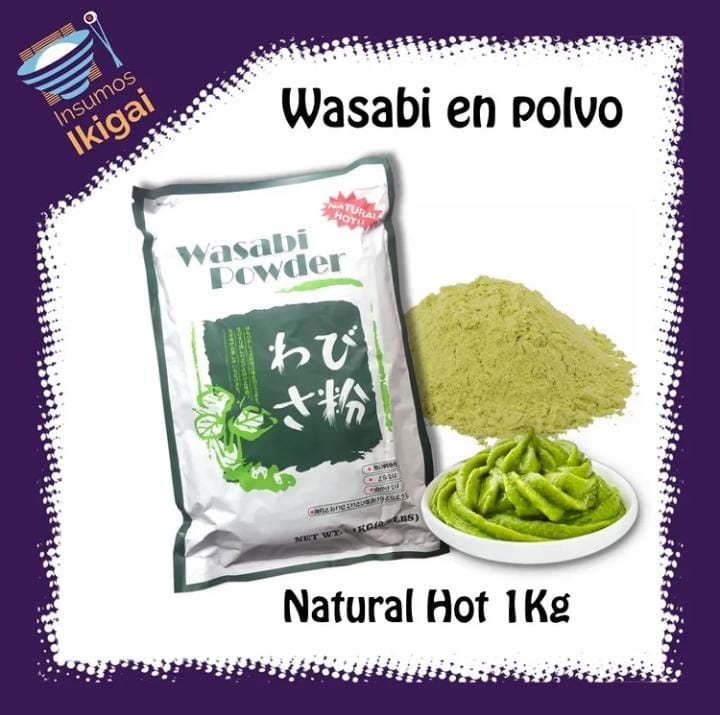 Insumos
Ikigai
Wasabi en polvo
NATURAL
HOT!!
Wasabi
Powder
わび
さ粉
NET WT.
Natural Hot 1Kg